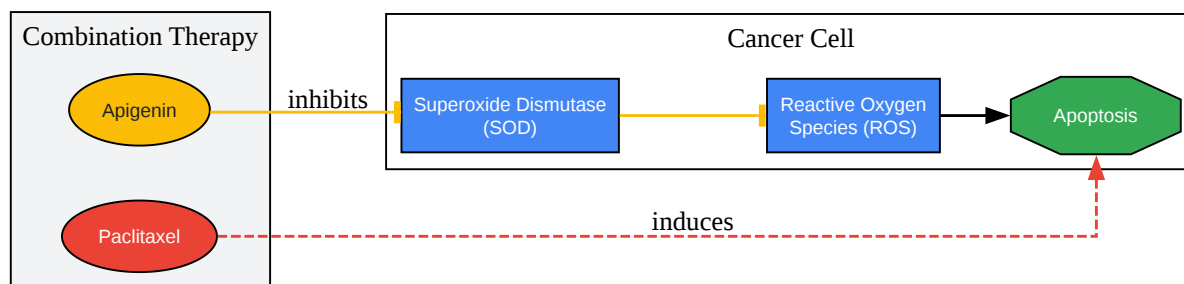 Combination Therapy
Cancer Cell
Apigenin
inhibits
Superoxide Dismutase
(SOD)
Reactive Oxygen
Species (ROS)
Apoptosis
Paclitaxel
induces